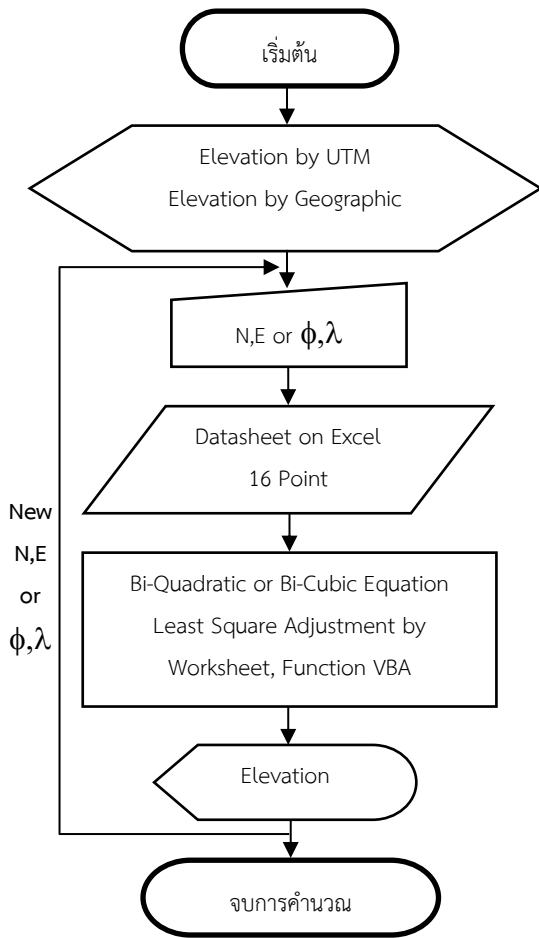 เริ่มต้น
Elevation by UTM
Elevation by Geographic
N,E or ϕ,λ
Datasheet on Excel
16 Point
New
N,E
or
ϕ,λ
Bi-Quadratic or Bi-Cubic Equation
Least Square Adjustment by
Worksheet, Function VBA
Elevation
จบการคำนวณ